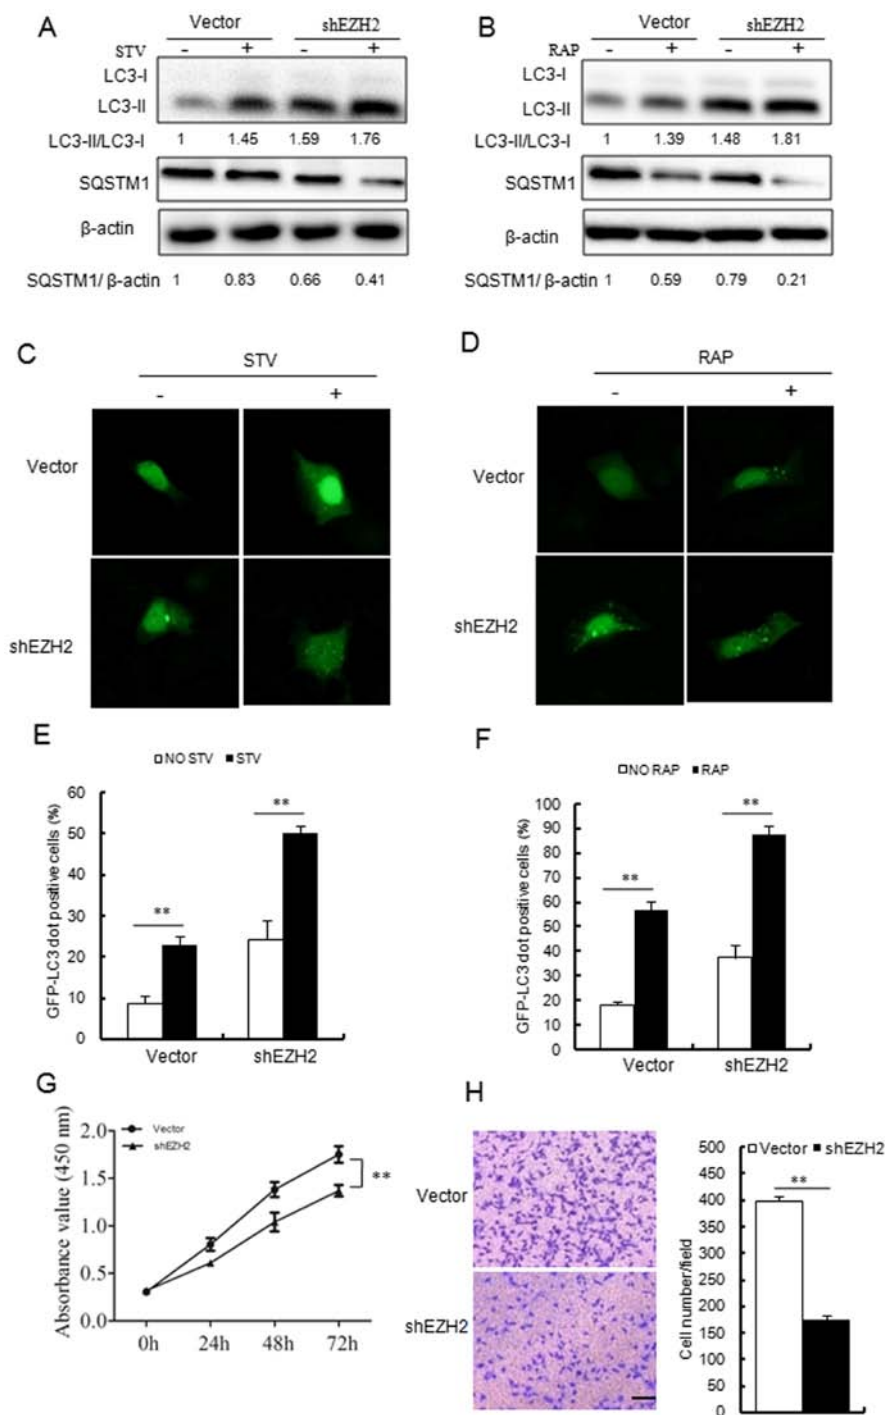 A
Vector
shEZH2
STV
-
+
-
+
LC3-I
LC3-II
LC3-II/LC3-I
1
1.45
1.59
1.76
SQSTM1
β-actin
SQSTM1/ β-actin
1
0.83
0.66
0.41
B
Vector
shEZH2
RAP
-
+
-
+
LC3-I
LC3-II
LC3-II/LC3-I
1
1.39
1.48
1.81
SQSTM1
β-actin
SQSTM1/ β-actin
1
0.59
0.79
0.21
C
STV
-
+
Vector
shEZH2
D
RAP
-
+
Vector
shEZH2
E
NO STV
STV
GFP-LC3 dot positive cells (%)
60
50
40
30
20
10
0
**
**
Vector
shEZH2
F
NO RAP
RAP
GFP-LC3 dot positive cells (%)
100
90
80
70
60
50
40
30
20
10
0
**
**
Vector
shEZH2
G
Vector
shEZH2
Absorbance value (450 nm)
2.0
1.5
1.0
0.5
0.0
**
0h
24h
48h
72h
H
Vector
shEZH2
Vector
shEZH2
Cell number/field
500
450
400
350
300
250
200
150
100
50
0
**